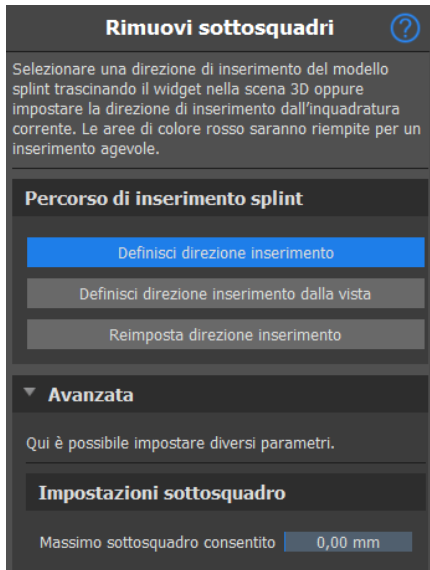 Rimuovi sottosquadri
?
Selezionare una direzione di inserimento del modello
splint trascinando il widget nella scena 3D oppure
impostare la direzione di inserimento dall'inquadratura
corrente. Le aree di colore rosso saranno riempite per un
inserimento agevole.
Percorso di inserimento splint
Definisci direzione inserimento
Definisci direzione inserimento dalla vista
Reimposta direzione inserimento
Avanzata
Qui è possibile impostare diversi parametri.
Impostazioni sottosquadro
Massimo sottosquadro consentito 0,00 mm